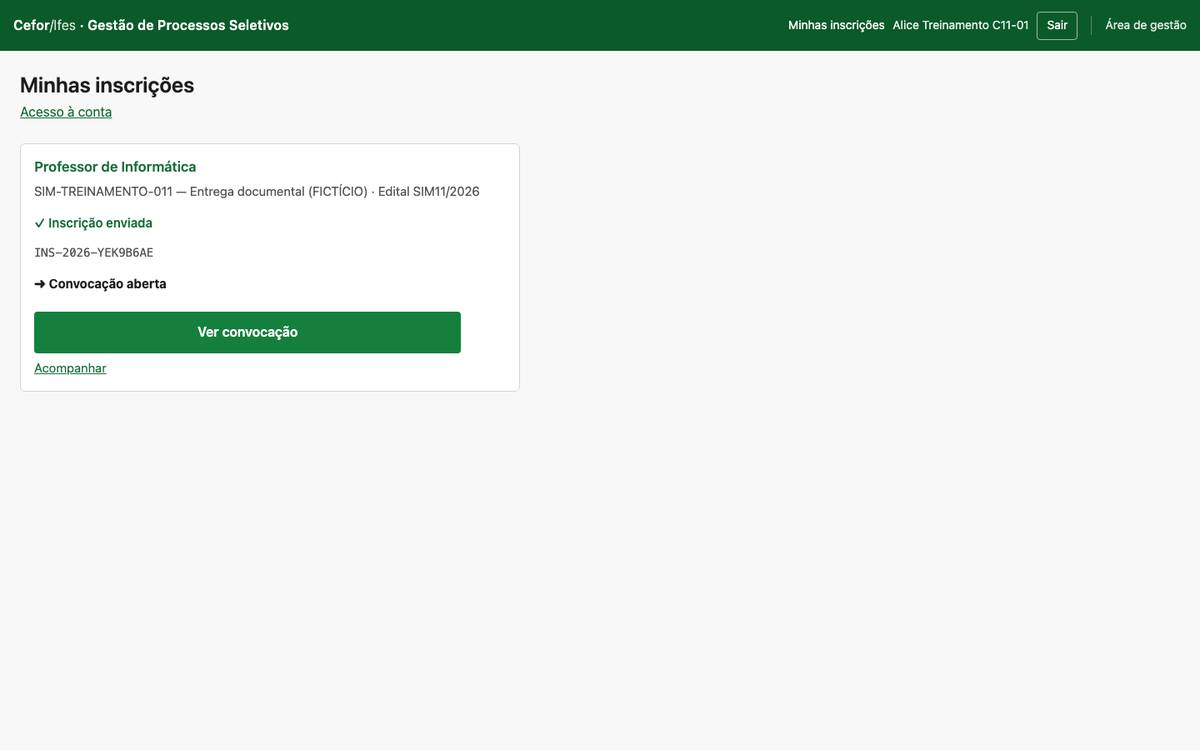 Cefor/Ifes · Gestão de Processos Seletivos
Minhas inscrições Alice Treinamento C11-01 Sair Área de gestão
Minhas inscrições
Acesso à conta
Professor de Informática
SIM-TREINAMENTO-011 — Entrega documental (FICTÍCIO) · Edital SIM11/2026
✓ Inscrição enviada
INS-2026-YEK9B6AE
➜ Convocação aberta
Ver convocação
Acompanhar